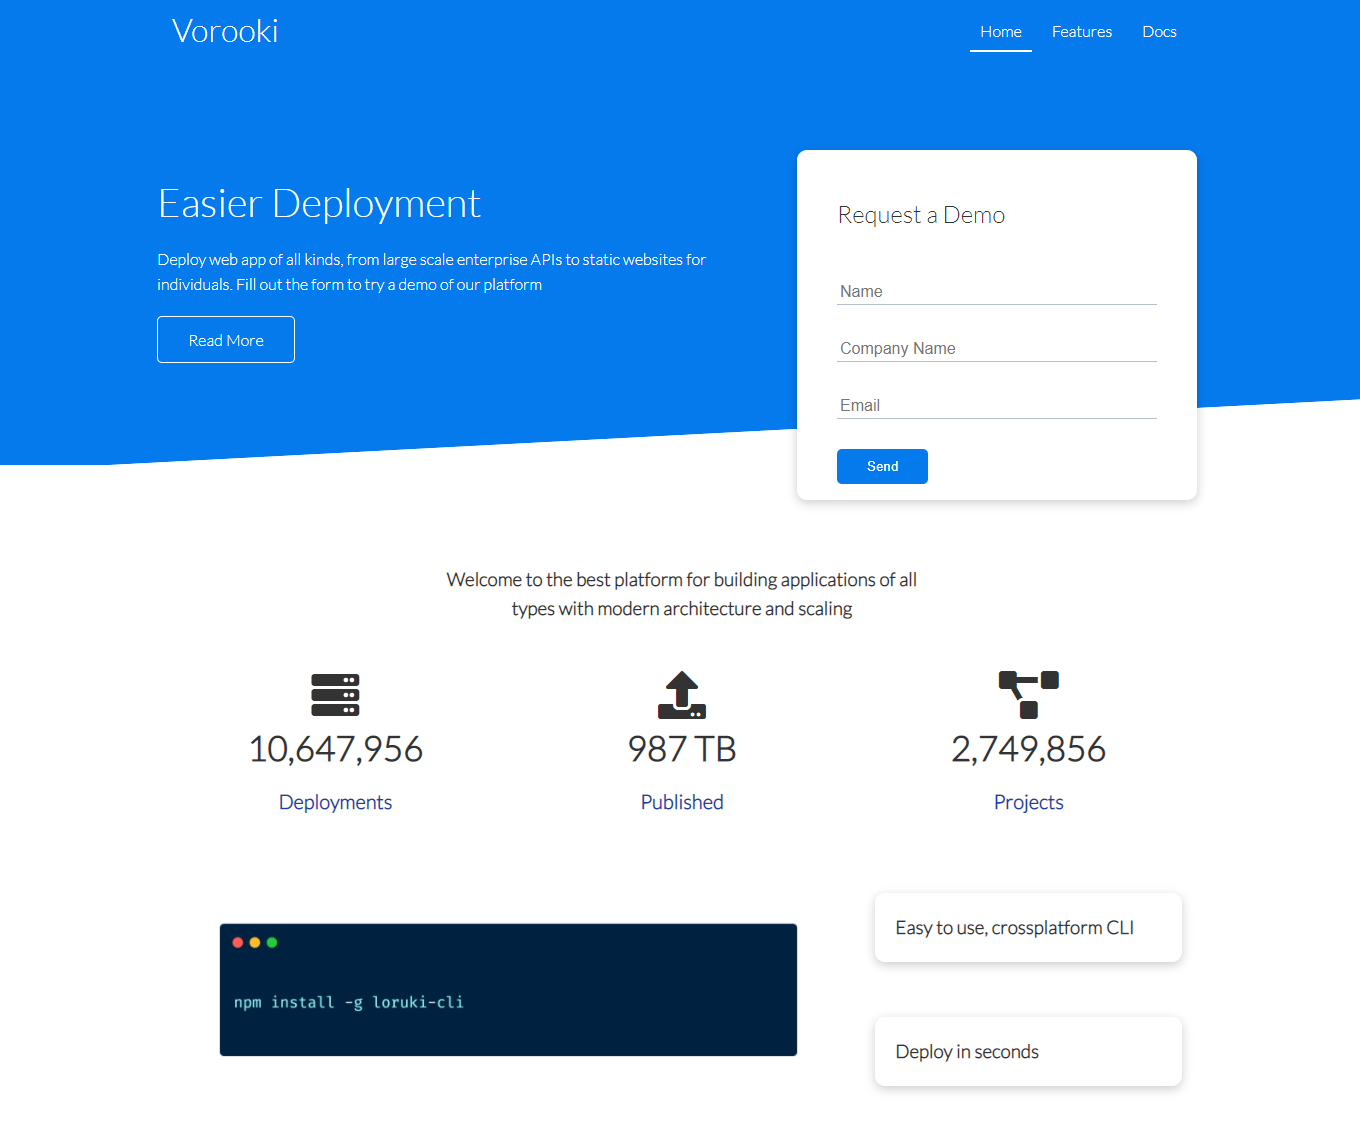 Vorooki
Home
Features
Docs
Easier Deployment
Deploy web app of all kinds, from large scale enterprise APIs to static websites for
individuals. Fill out the form to try a demo of our platform
Read More
Request a Demo
Name
Company Name
Email
Send
Welcome to the best platform for building applications of all
types with modern architecture and scaling
10,647,956
Deployments
987 TB
Published
2,749,856
Projects
npm install -g loruki-cli
Easy to use, crossplatform CLI
Deploy in seconds